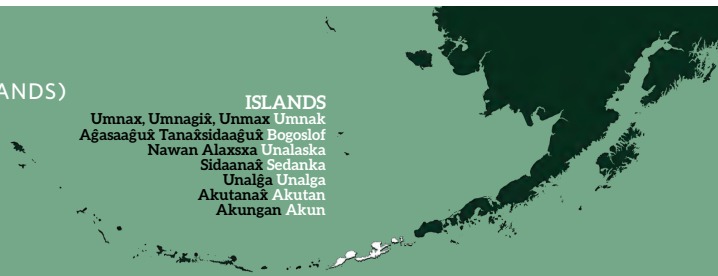 ANDS)
ISLANDS
Umnax, Umnagix̂, Unmax Umnak
Aĝasaaĝux̂ Tanax̂sidaaĝux̂ Bogoslof
Nawan Alaxsxa Unalaska
Sidaanax̂ Sedanka
Unalĝa Unalga
Akutanax̂ Akutan
Akungan Akun